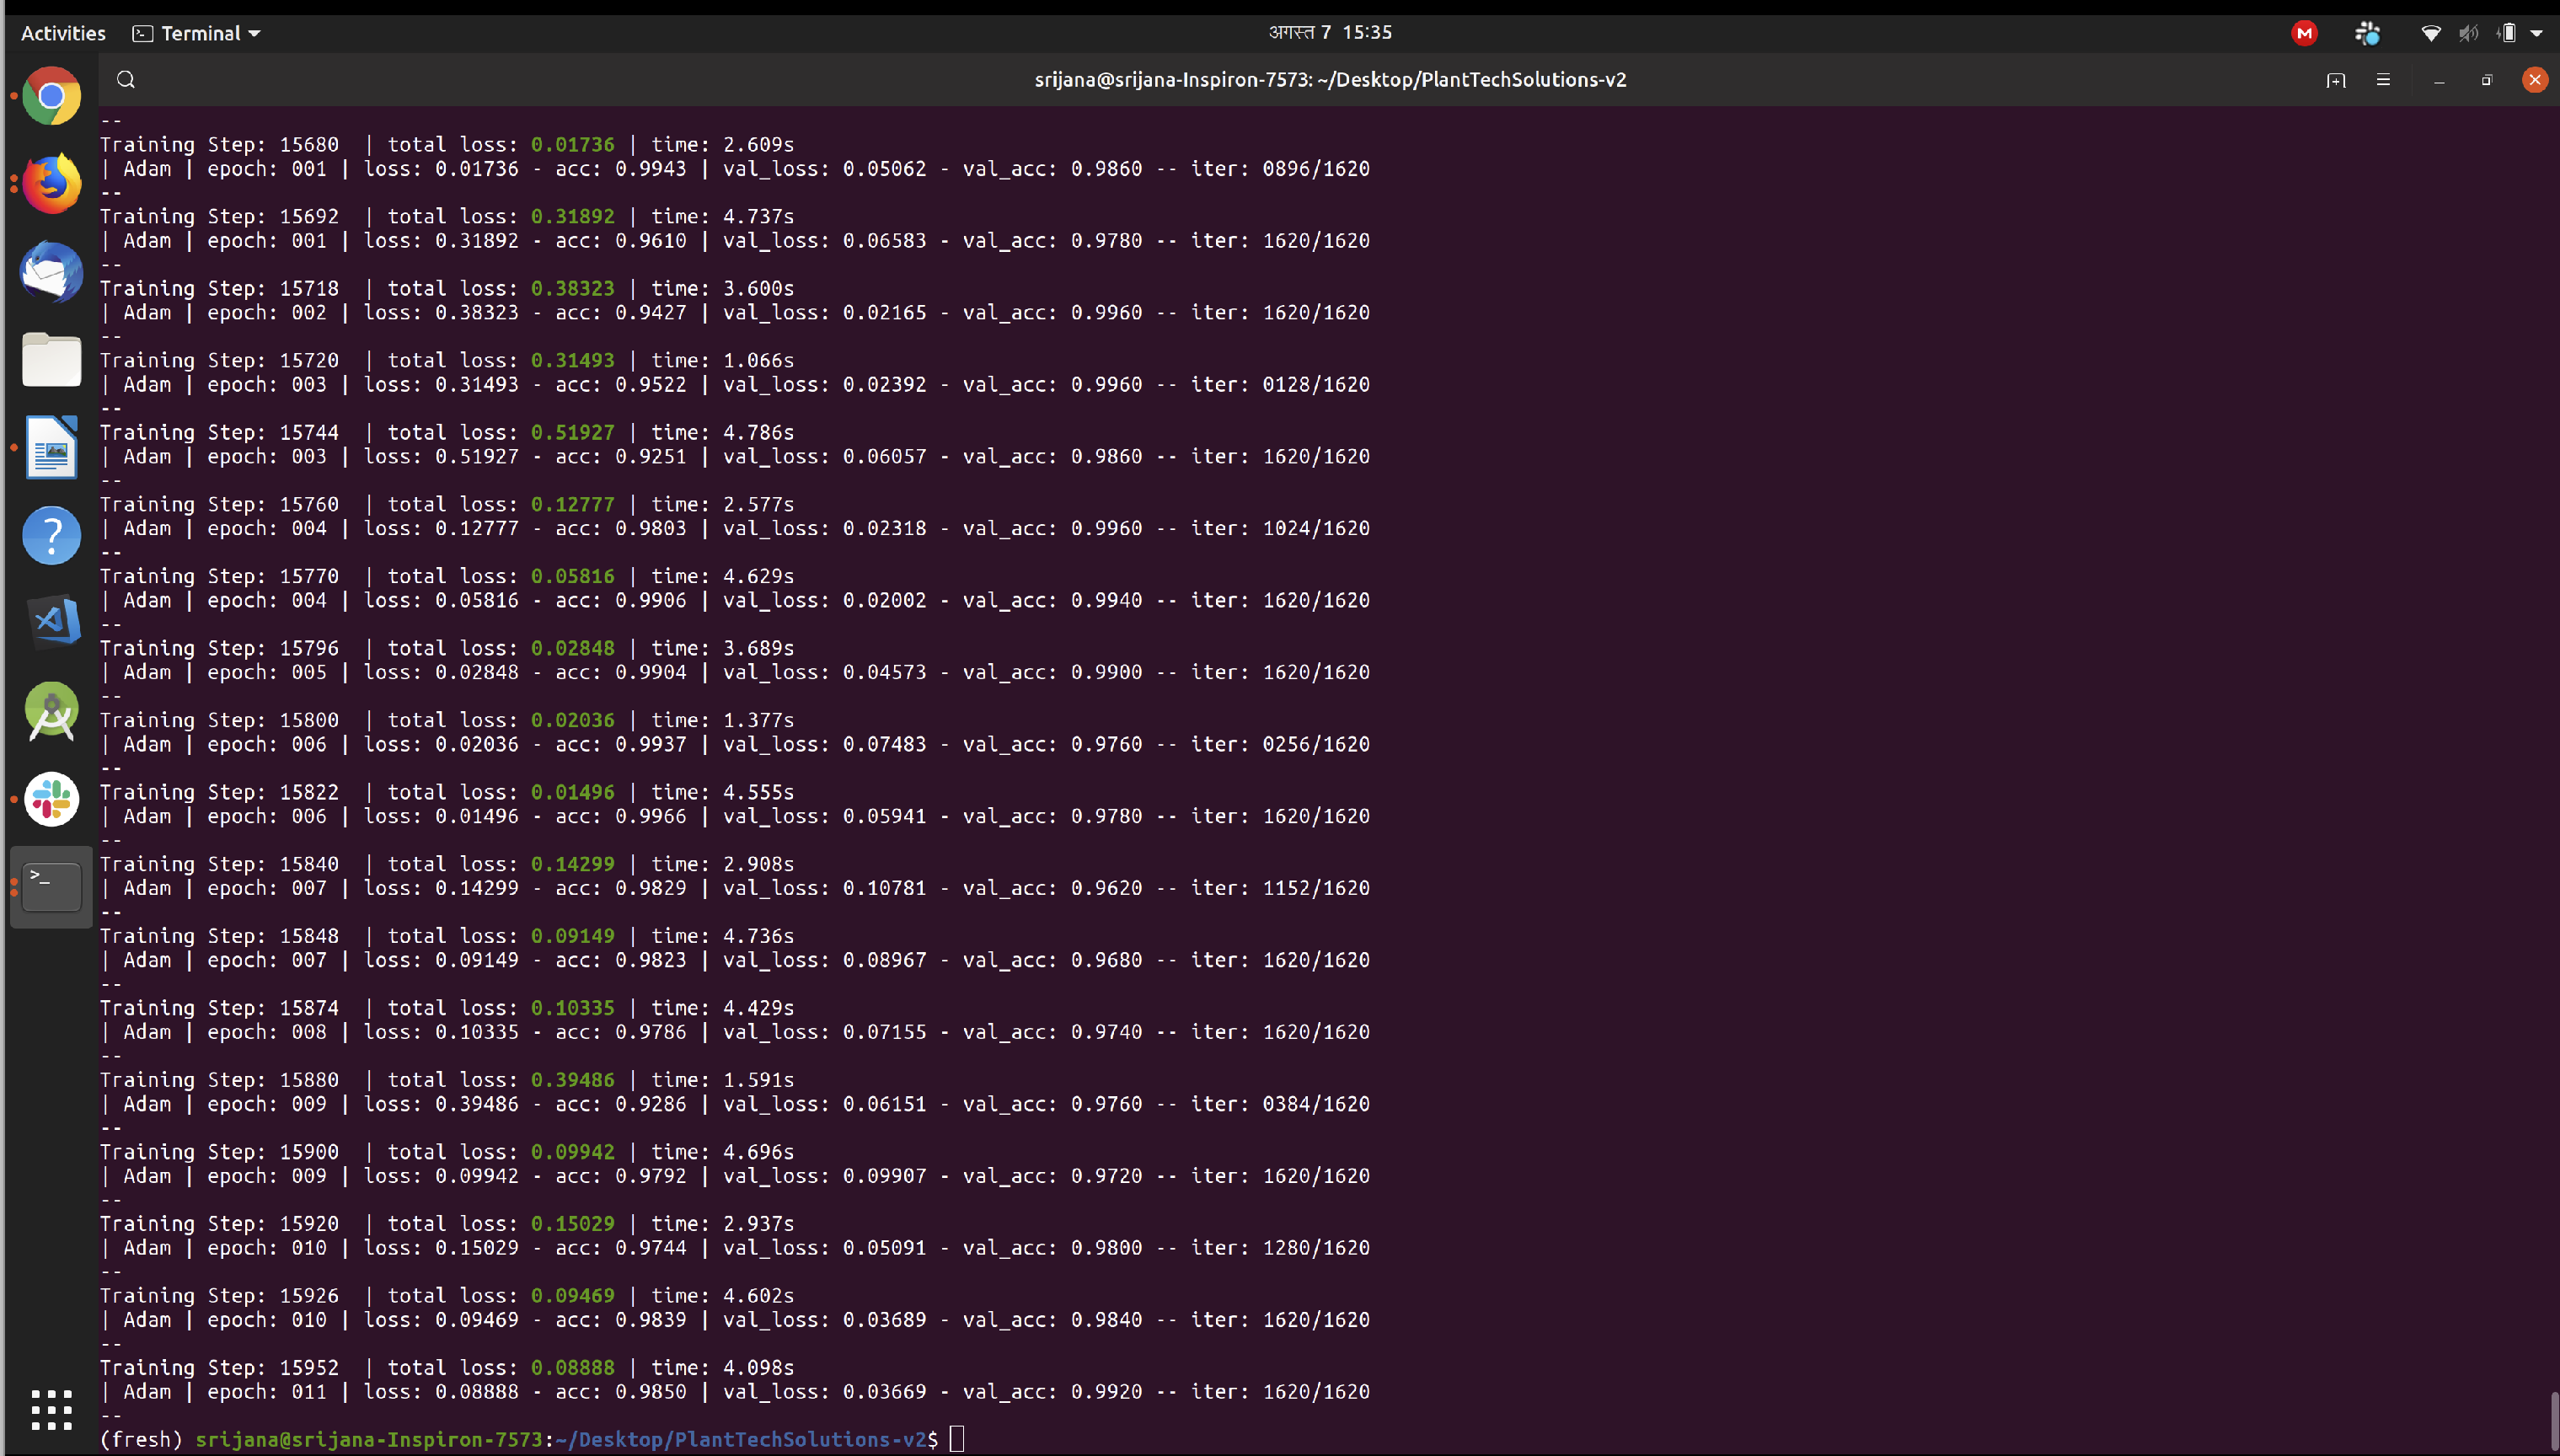 Activities Terminal अगस्त 7 15:35
srijana@srijana-Inspiron-7573: ~/Desktop/PlantTechSolutions-v2
--
Training Step: 15680 | total loss: 0.01736 | time: 2.609s
| Adam | epoch: 001 | loss: 0.01736 - acc: 0.9943 | val_loss: 0.05062 - val_acc: 0.9860 -- iter: 0896/1620
--
Training Step: 15692 | total loss: 0.31892 | time: 4.737s
| Adam | epoch: 001 | loss: 0.31892 - acc: 0.9610 | val_loss: 0.06583 - val_acc: 0.9780 -- iter: 1620/1620
--
Training Step: 15718 | total loss: 0.38323 | time: 3.600s
| Adam | epoch: 002 | loss: 0.38323 - acc: 0.9427 | val_loss: 0.02165 - val_acc: 0.9960 -- iter: 1620/1620
--
Training Step: 15720 | total loss: 0.31493 | time: 1.066s
| Adam | epoch: 003 | loss: 0.31493 - acc: 0.9522 | val_loss: 0.02392 - val_acc: 0.9960 -- iter: 0128/1620
--
Training Step: 15744 | total loss: 0.51927 | time: 4.786s
| Adam | epoch: 003 | loss: 0.51927 - acc: 0.9251 | val_loss: 0.06057 - val_acc: 0.9860 -- iter: 1620/1620
--
Training Step: 15760 | total loss: 0.12777 | time: 2.577s
| Adam | epoch: 004 | loss: 0.12777 - acc: 0.9803 | val_loss: 0.02318 - val_acc: 0.9960 -- iter: 1024/1620
--
Training Step: 15770 | total loss: 0.05816 | time: 4.629s
| Adam | epoch: 004 | loss: 0.05816 - acc: 0.9906 | val_loss: 0.02002 - val_acc: 0.9940 -- iter: 1620/1620
--
Training Step: 15796 | total loss: 0.02848 | time: 3.689s
| Adam | epoch: 005 | loss: 0.02848 - acc: 0.9904 | val_loss: 0.04573 - val_acc: 0.9900 -- iter: 1620/1620
--
Training Step: 15800 | total loss: 0.02036 | time: 1.377s
| Adam | epoch: 006 | loss: 0.02036 - acc: 0.9937 | val_loss: 0.07483 - val_acc: 0.9760 -- iter: 0256/1620
--
Training Step: 15822 | total loss: 0.01496 | time: 4.555s
| Adam | epoch: 006 | loss: 0.01496 - acc: 0.9966 | val_loss: 0.05941 - val_acc: 0.9780 -- iter: 1620/1620
--
Training Step: 15840 | total loss: 0.14299 | time: 2.908s
| Adam | epoch: 007 | loss: 0.14299 - acc: 0.9829 | val_loss: 0.10781 - val_acc: 0.9620 -- iter: 1152/1620
--
Training Step: 15848 | total loss: 0.09149 | time: 4.736s
| Adam | epoch: 007 | loss: 0.09149 - acc: 0.9823 | val_loss: 0.08967 - val_acc: 0.9680 -- iter: 1620/1620
--
Training Step: 15874 | total loss: 0.10335 | time: 4.429s
| Adam | epoch: 008 | loss: 0.10335 - acc: 0.9786 | val_loss: 0.07155 - val_acc: 0.9740 -- iter: 1620/1620
--
Training Step: 15880 | total loss: 0.39486 | time: 1.591s
| Adam | epoch: 009 | loss: 0.39486 - acc: 0.9286 | val_loss: 0.06151 - val_acc: 0.9760 -- iter: 0384/1620
--
Training Step: 15900 | total loss: 0.09942 | time: 4.696s
| Adam | epoch: 009 | loss: 0.09942 - acc: 0.9792 | val_loss: 0.09907 - val_acc: 0.9720 -- iter: 1620/1620
--
Training Step: 15920 | total loss: 0.15029 | time: 2.937s
| Adam | epoch: 010 | loss: 0.15029 - acc: 0.9744 | val_loss: 0.05091 - val_acc: 0.9800 -- iter: 1280/1620
--
Training Step: 15926 | total loss: 0.09469 | time: 4.602s
| Adam | epoch: 010 | loss: 0.09469 - acc: 0.9839 | val_loss: 0.03689 - val_acc: 0.9840 -- iter: 1620/1620
--
Training Step: 15952 | total loss: 0.08888 | time: 4.098s
| Adam | epoch: 011 | loss: 0.08888 - acc: 0.9850 | val_loss: 0.03669 - val_acc: 0.9920 -- iter: 1620/1620
--
(fresh) srijana@srijana-Inspiron-7573:~/Desktop/PlantTechSolutions-v2$